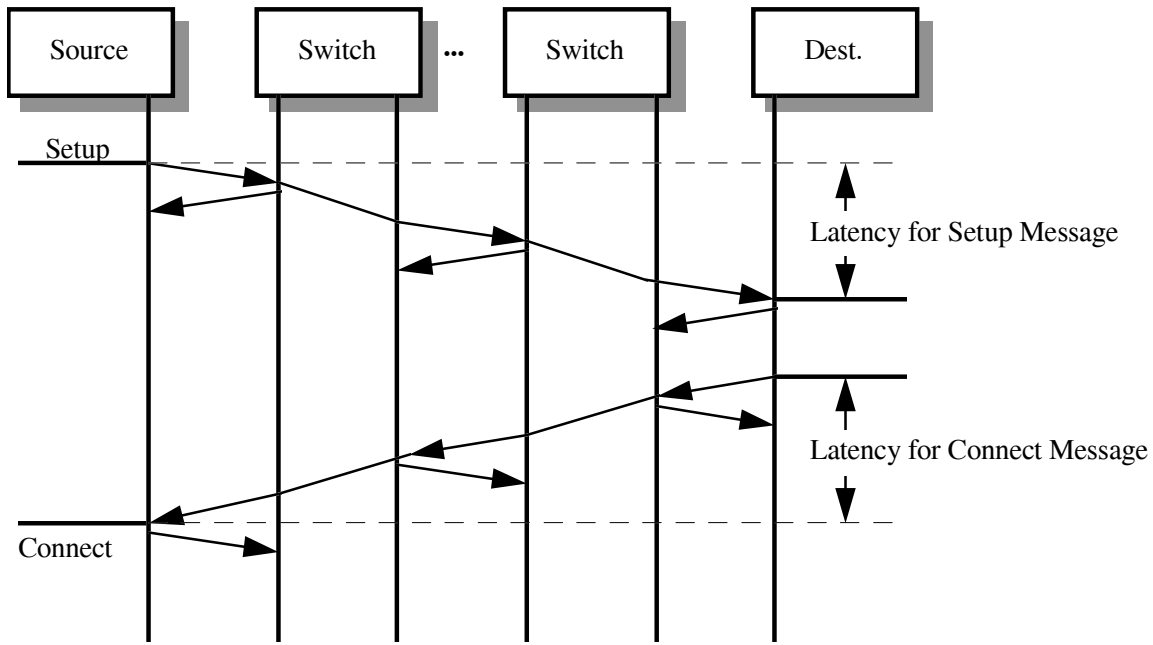 Source
Switch
...
Switch
Dest.
Setup
Latency for Setup Message
Latency for Connect Message
Connect